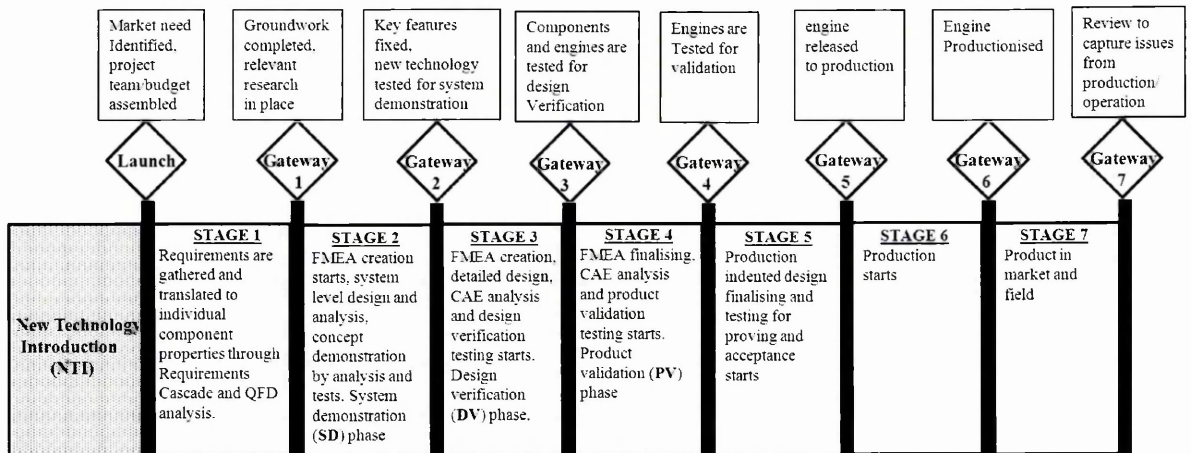 Market need
Identified,
project
team/budget
assembled
Groundwork
completed,
relevant
research
in place
Key features
fixed,
new technology
tested for system
demonstration
Components
and engines are
tested for
design
Verification
Engines are
Tested for
validation
engine
released
to production
Engine
Productionised
Review to
capture issues
from
production/
operation
Launch
Gateway
1
Gateway
2
Gateway
3
Gateway
4
Gateway
5
Gateway
6
Gateway
7
New Technology
Introduction
(NTI)
STAGE 1
Requirements are
gathered and
translated to
individual
component
properties through
Requirements
Cascade and QFD
analysis.
STAGE 2
FMEA creation
starts, system
level design and
analysis,
concept
demonstration
by analysis and
tests. System
demonstration
(SD) phase
STAGE 3
FMEA creation,
detailed design,
CAE analysis
and design
verification
testing starts.
Design
verification
(DV) phase.
STAGE 4
FMEA finalising.
CAE analysis
and product
validation
testing starts.
Product
validation (PV)
phase
STAGE 5
Production
indented design
finalising and
testing for
proving and
acceptance
starts
STAGE 6
Production
starts
STAGE 7
Product in
market and
field